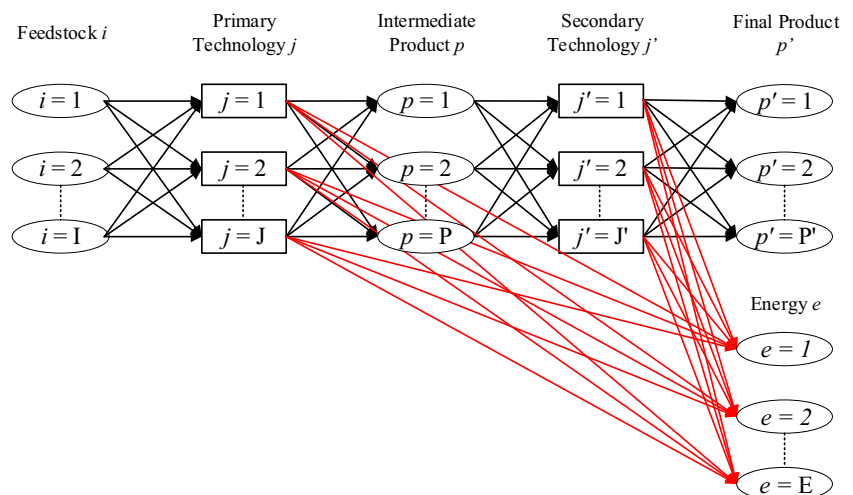 Feedstock i
Primary
Technology j
Intermediate
Product p
Secondary
Technology j’
Final Product
p’
i = 1
j = 1
p = 1
j′ = 1
p′ = 1
i = 2
j = 2
p = 2
j′ = 2
p′ = 2
i = I
j = J
p = P
j′ = J'
p′ = P'
Energy e
e = 1
e = 2
e = E